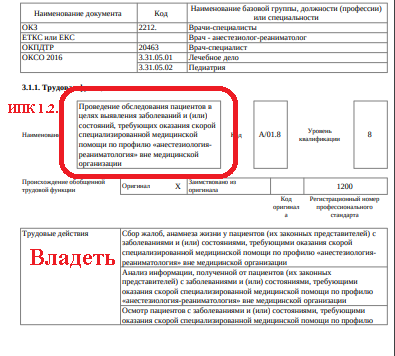 Наименование документа Код Наименование базовой группы, должности (профессии)
или специальности
ОКЗ 2212. Врачи-специалисты
ЕТКС или ЕКС Врач - анестезиолог-реаниматолог
ОКПДТР 20463 Врач-специалист
ОКСО 2016 3.31.05.01 Лечебное дело
3.31.05.02 Педиатрия
3.1.1. Трудовая
ИПК 1.2.
Проведение обследования пациентов в
целях выявления заболеваний и (или)
состояний, требующих оказания скорой
специализированной медицинской
помощи по профилю «анестезиология-
реаниматология» вне медицинской
организации
Наименование Код A/01.8 Уровень
квалификации 8
Происхождение обобщенной
трудовой функции Оригинал X Заимствовано из
оригинала 1200
Код
оригинал
а
Регистрационный номер
профессионального
стандарта
Трудовые действия
Владеть
Сбор жалоб, анамнеза жизни у пациентов (их законных представителей) с
заболеваниями и (или) состояниями, требующими оказания скорой
специализированной медицинской помощи по профилю «анестезиология-
реаниматология» вне медицинской организации
Анализ информации, полученной от пациентов (их законных
представителей) с заболеваниями и (или) состояниями, требующими
оказания скорой специализированной медицинской помощи по профилю
«анестезиология-реаниматология» вне медицинской организации
Осмотр пациентов с заболеваниями и (или) состояниями, требующими
оказания скорой специализированной медицинской помощи по профилю